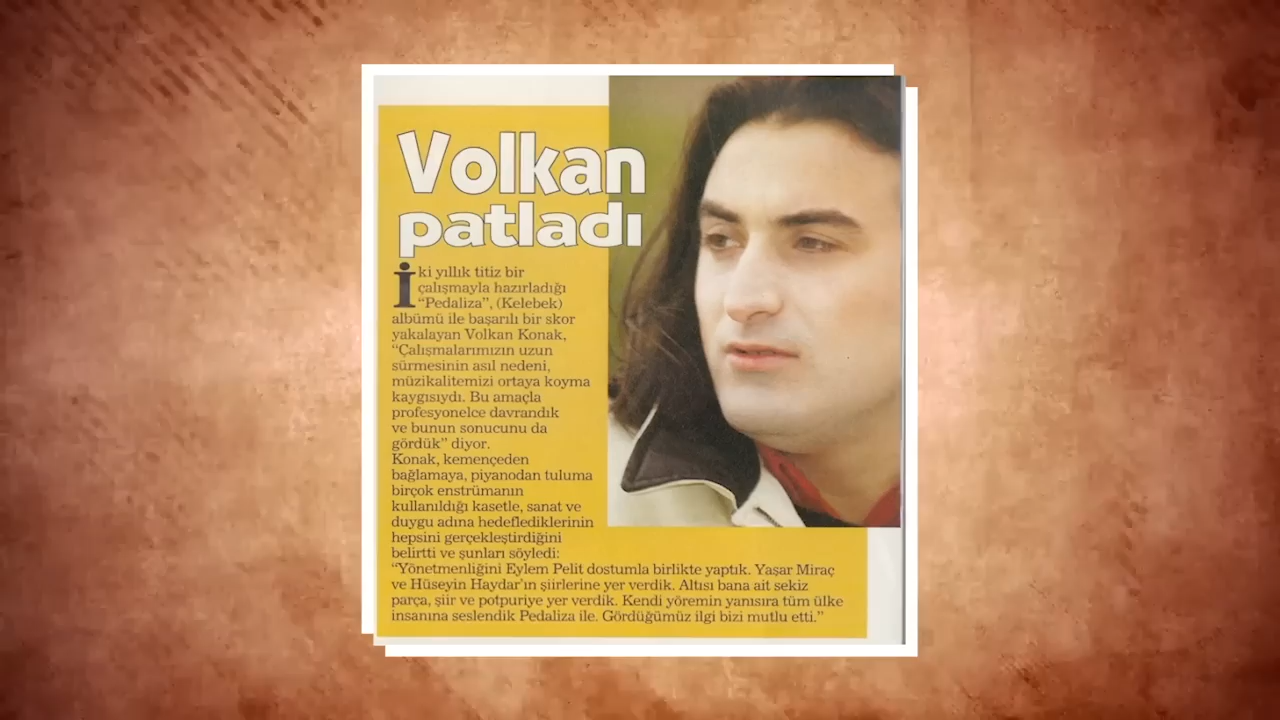 Volkan
patladı
İki yıllık titiz bir
çalışmayla hazırladığı
“Pedaliza”, (Kelebek)
albümü ile başarılı bir skor
yakalayan Volkan Konak,
“Çalışmalarımızın uzun
sürmesinin asıl nedeni,
müzikalitemizi ortaya koyma
kaygısıydı. Bu amaçla
profesyonelce davrandık
ve bunun sonucunu da
gördük” diyor.
Konak, kemençeden
bağlamaya, piyanodan tuluma
birçok enstrümanın
kullanıldığı kasetle, sanat ve
duygu adına hedeflediklerinin
hepsini gerçekleştirdiğini
belirtti ve şunları söyledi:
“Yönetmenliğini Eylem Pelit dostumla birlikte yaptık. Yaşar Miraç
ve Hüseyin Haydar’ın şiirlerine yer verdik. Altısı bana ait sekiz
parça, şiir ve potpuriye yer verdik. Kendi yöremin yanısıra tüm ülke
insanına seslendik Pedaliza ile. Gördüğümüz ilgi bizi mutlu etti.”